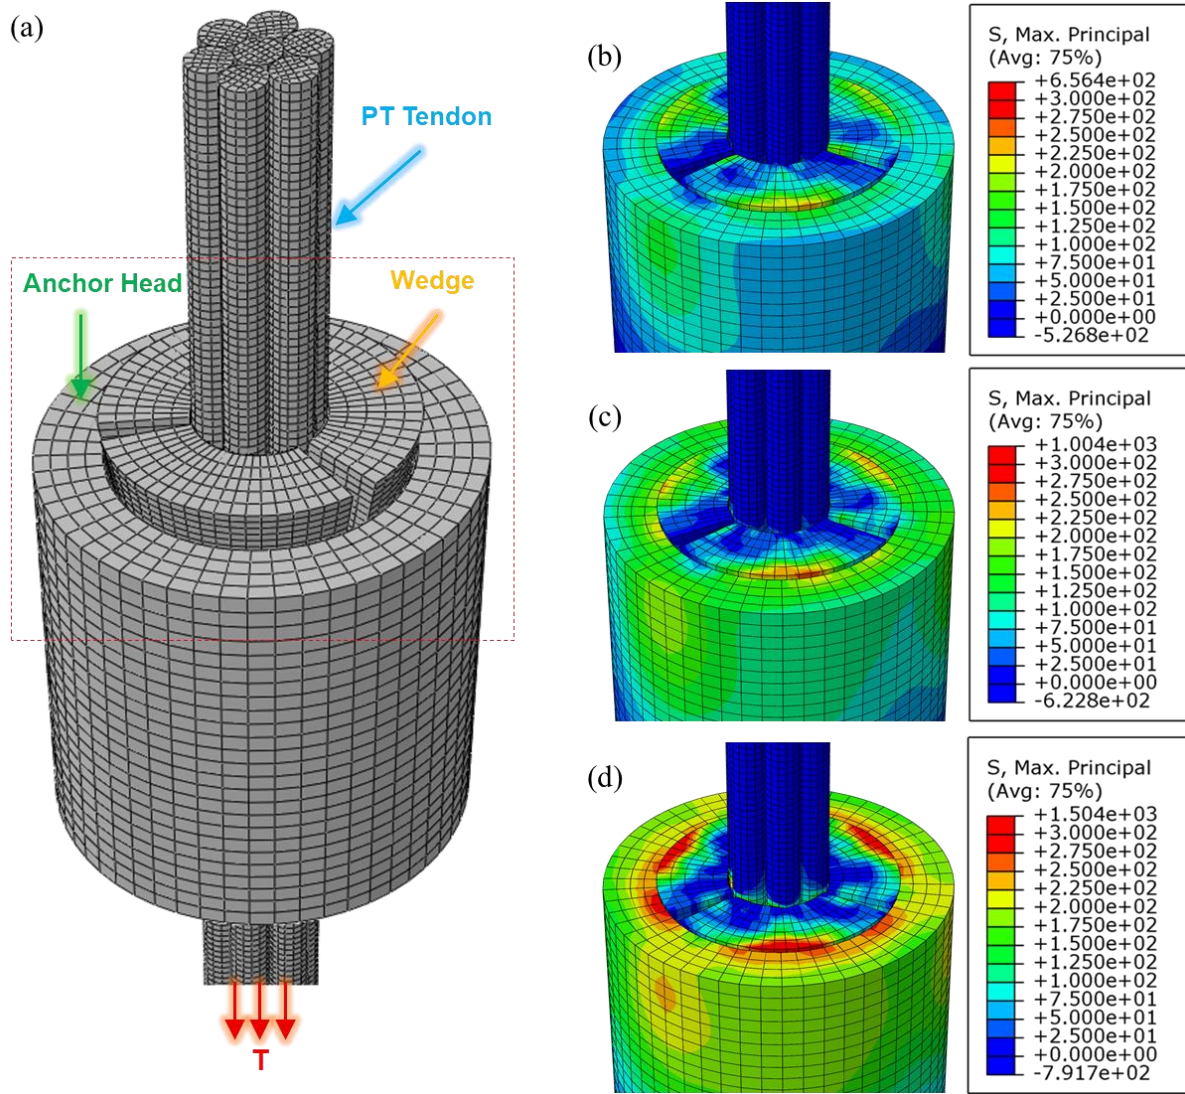 (a)
PT Tendon
Anchor Head
Wedge
T
(b)
S, Max. Principal
(Avg: 75%)
+6.564e+02
+3.000e+02
+2.750e+02
+2.500e+02
+2.250e+02
+2.000e+02
+1.750e+02
+1.500e+02
+1.250e+02
+1.000e+02
+7.500e+01
+5.000e+01
+2.500e+01
+0.000e+00
-5.268e+02
(c)
S, Max. Principal
(Avg: 75%)
+1.004e+03
+3.000e+02
+2.750e+02
+2.500e+02
+2.250e+02
+2.000e+02
+1.750e+02
+1.500e+02
+1.250e+02
+1.000e+02
+7.500e+01
+5.000e+01
+2.500e+01
+0.000e+00
-6.228e+02
(d)
S, Max. Principal
(Avg: 75%)
+1.504e+03
+3.000e+02
+2.750e+02
+2.500e+02
+2.250e+02
+2.000e+02
+1.750e+02
+1.500e+02
+1.250e+02
+1.000e+02
+7.500e+01
+5.000e+01
+2.500e+01
+0.000e+00
-7.917e+02